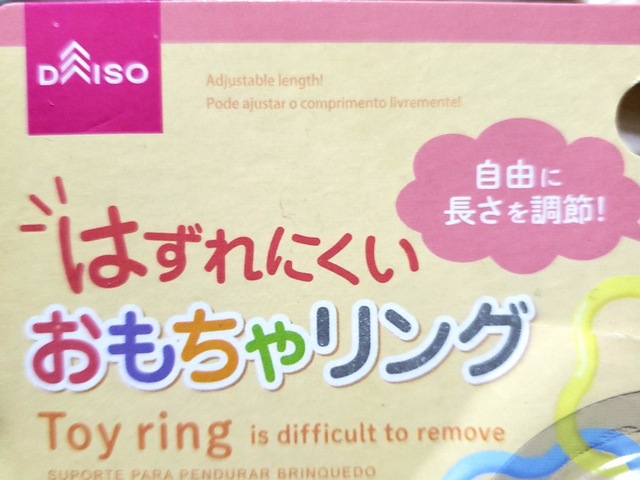 DAISO
Adjustable length!
Pode ajustar o comprimento livremente!
自由に
長さを調節!
はずれにくい
おもちゃリング
Toy ring is difficult to remove
SUPORTE PARA PENDURAR BRINQUEDO